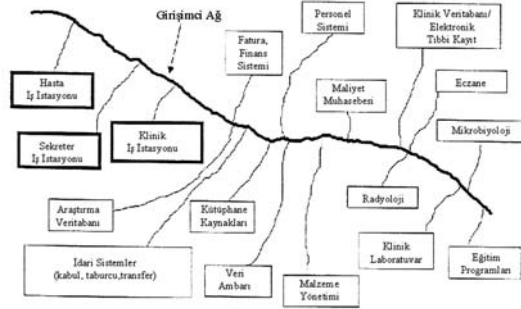 Girişimci Ağ
Hasta
İş İstasyonu
Sekreter
İş İstasyonu
Klinik
İş İstasyonu
Fatura,
Finans
Sistemi
Personel
Sistemi
Maliyet
Muhasebesi
Klinik Veritabanı/
Elektronik
Tıbbi Kayıt
Eczane
Mikrobiyoloji
Araştırma
Veritabanı
İdari Sistemler
(kabul, taburcu,transfer)
Kütüphane
Kaynakları
Veri
Ambarı
Malzeme
Yönetimi
Radyoloji
Klinik
Laboratuvar
Eğitim
Programları